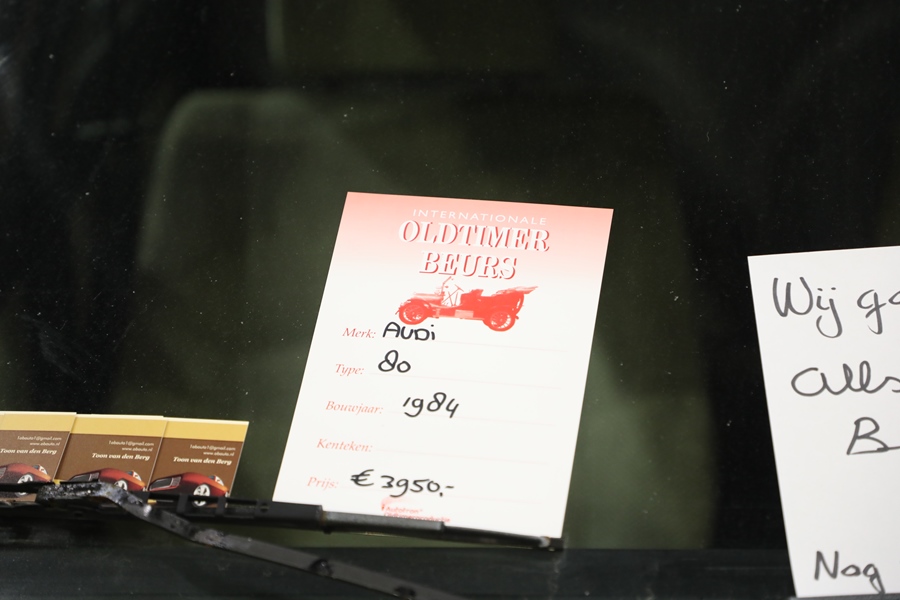 INTERNATIONALE
OLDTIMER
BEURS
Merk: AUDi
Type: 80
Bouwjaar: 1984
Kenteken:
Prijs: € 3950,-
Toon van den Berg
Toon van den Berg
Toon van den Berg
Wij
alls
B
Nog